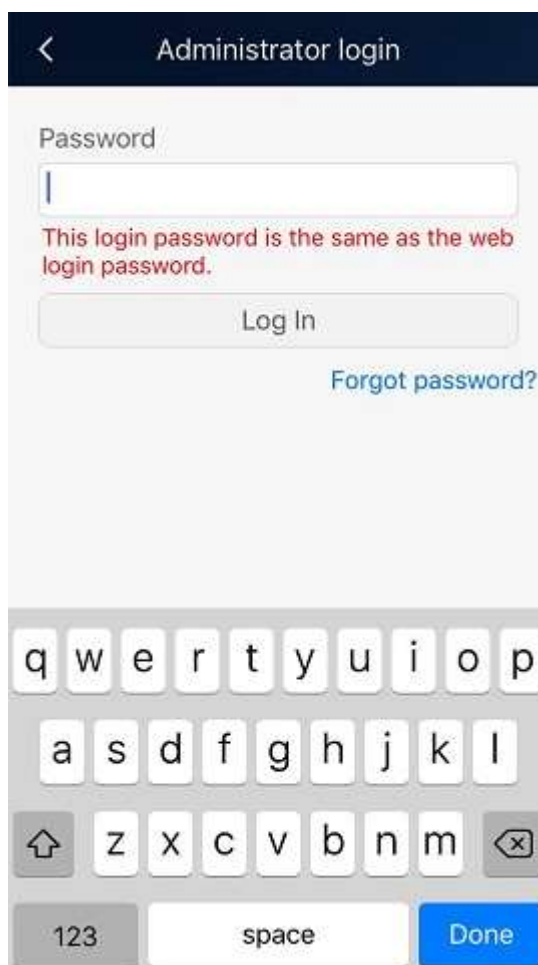 Administrator login
Password
This login password is the same as the web
login password.
Log In
Forgot password?
q w e r t y u i o p
a s d f g h j k l
z x c v b n m
123 space Done